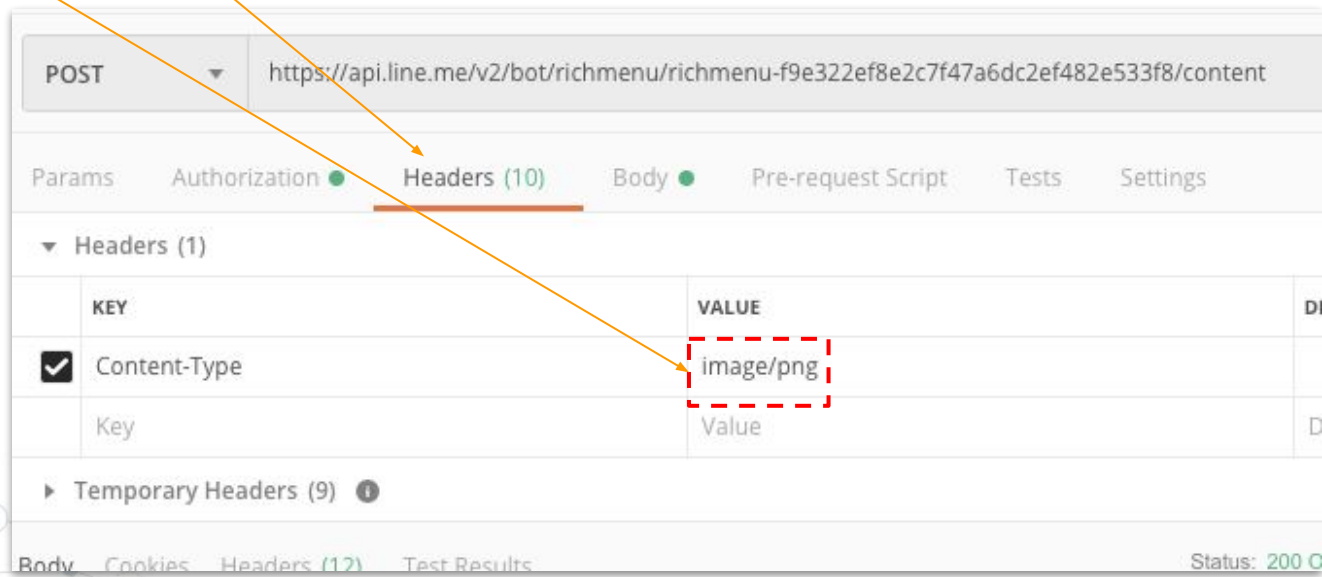 POST https://api.line.me/v2/bot/richmenu/richmenu-f9e322ef8e2c7f47a6dc2ef482e533f8/content
Params Authorization Headers (10) Body Pre-request Script Tests Settings
Headers (1)
KEY VALUE
Content-Type image/png
Key Value
Temporary Headers (9)
Body Cookies Headers (12) Test Results Status: 200